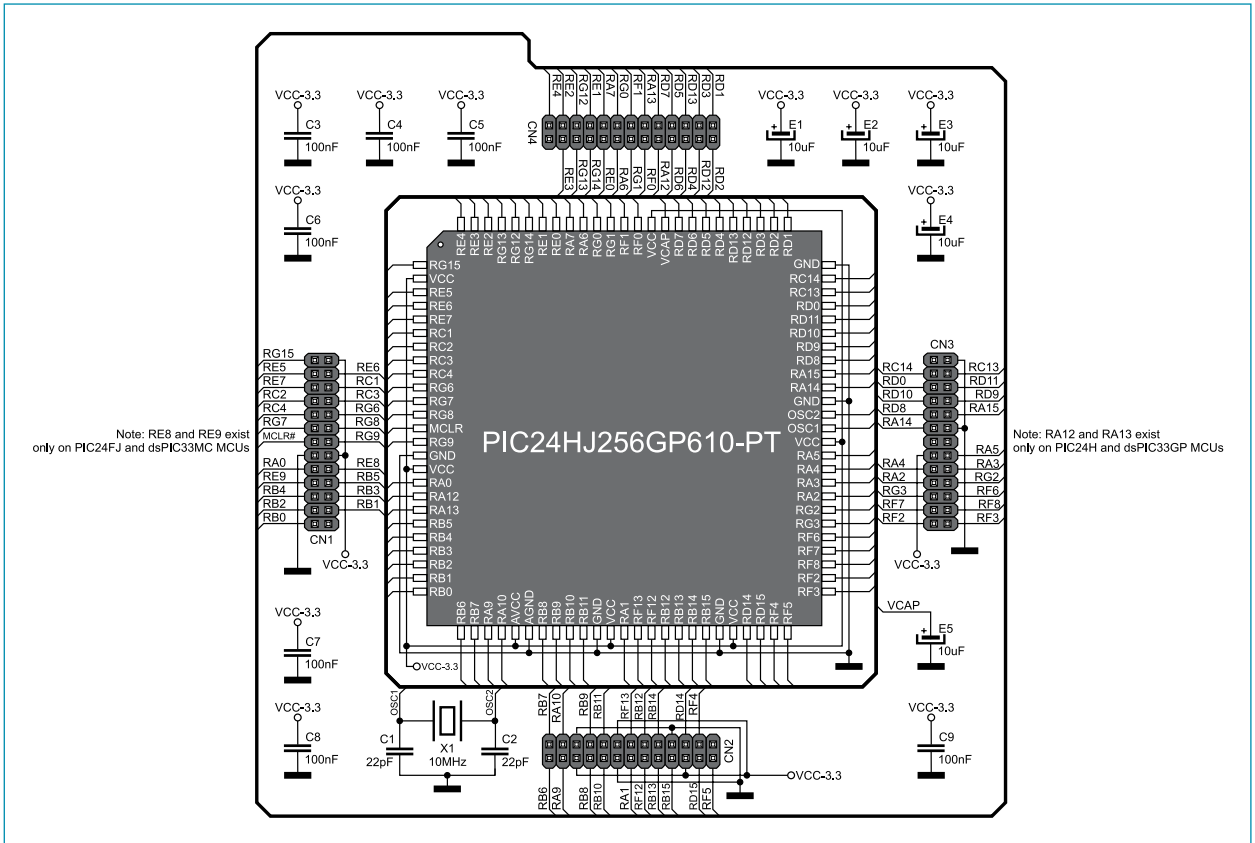 RE4 RE2 RG12 RE1 RA7 RG0 RF1 RA13 RD7 RD5 RD13 RD3 RD1
CN4
RE3 RG13 RG14 RE0 RA6 RG1 RF0 RA12 RD6 RD4 RD12 RD2
VCC-3.3
C3
100nF
VCC-3.3
C4
100nF
VCC-3.3
C5
100nF
VCC-3.3
E1
10uF
VCC-3.3
E2
10uF
VCC-3.3
E3
10uF
VCC-3.3
C6
100nF
VCC-3.3
E4
10uF
RE4 RE3 RE2 RG13 RG12 RG14 RE1 RE0 RA7 RA6 RG0 RG1 RF1 RF0 VCC VCAP RD7 RD6 RD5 RD4 RD13 RD12 RD3 RD2 RD1
RG15
VCC
RE5
RE6
RE7
RC1
RC2
RC3
RC4
RG6
RG7
RG8
MCLR
RG9
GND
VCC
RA0
RA12
RA13
RB5
RB4
RB3
RB2
RB1
RB0
PIC24HJ256GP610-PT
GND
RC14
RC13
RD0
RD11
RD10
RD9
RD8
RA15
RA14
GND
OSC2
OSC1
VCC
RA5
RA4
RA3
RA2
RG2
RG3
RF6
RF7
RF8
RF2
RF3
RB6 RB7 RA9 RA10 AVCC AGND RB8 RB9 RB10 RB11 GND VCC RA1 RF13 RF12 RB12 RB13 RB14 RB15 GND VCC RD14 RD15 RF4 RF5
VCC-3.3
RG15
RE5
RE7
RC2
RC4
RG7
MCLR#
RA0
RE9
RB4
RB2
RB0
RE6
RC1
RC3
RG6
RG8
RG9
RE8
RB5
RB3
RB1
CN1
VCC-3.3
Note: RE8 and RE9 exist
only on PIC24FJ and dsPIC33MC MCUs
CN3
RC14
RD0
RD10
RD8
RA14
RA4
RA2
RG3
RF7
RF2
RC13
RD11
RD9
RA15
RA5
RA3
RG2
RF6
RF8
RF3
VCC-3.3
Note: RA12 and RA13 exist
only on PIC24H and dsPIC33GP MCUs
VCC-3.3
C7
100nF
VCAP
E5
10uF
VCC-3.3
C8
100nF
OSC1
OSC2
C1
22pF
X1
10MHz
C2
22pF
RB7 RA10 RB9 RB11 RF13 RB12 RB14 RD14 RF4
CN2
VCC-3.3
RB6 RA9 RB8 RB10 RA1 RF12 RB13 RB15 RD15 RF5
VCC-3.3
C9
100nF